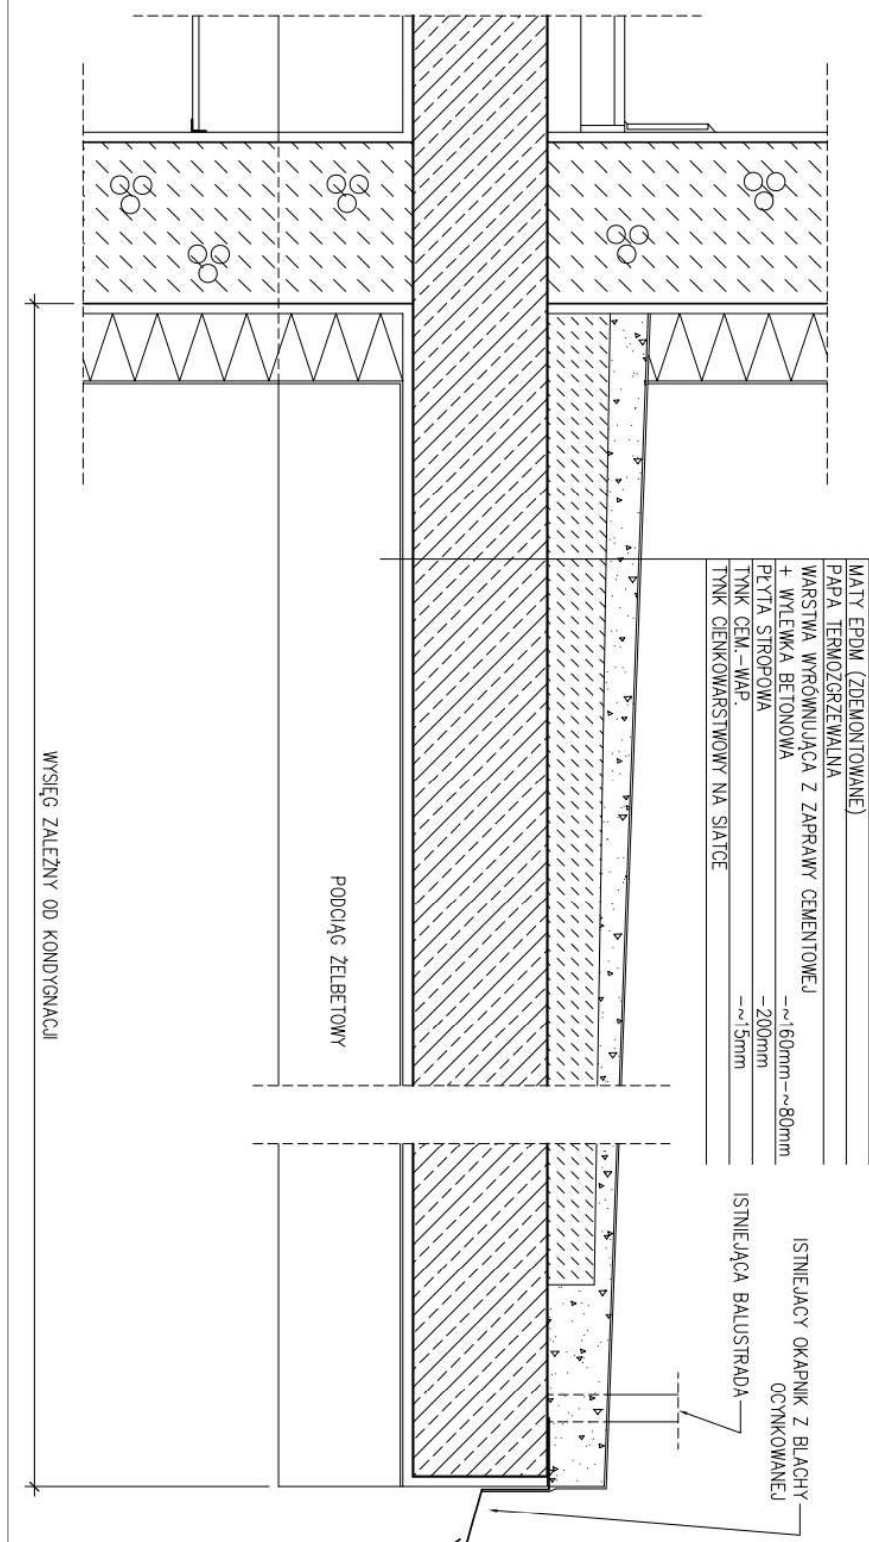 MATY EPDM (ZDEMONTOWANE)
PAPA TERMOZGRZEWALNA
WARSTWA WYRÓWNUJĄCA Z ZAPRAWY CEMENTOWEJ
+ WYLEWKA BETONOWA -~160mm-~80mm
PŁYTA STROPOWA -200mm
TYNK CEM.-WAP. -~15mm
TYNK CIENKOWARSTWOWY NA SIATCE
ISTNIEJACY OKAPNIK Z BLACHY
OCYNKOWANEJ
ISTNIEJĄCA BALUSTRADA
PODCIĄG ŻELBETOWY
WYSIĘG ZALEŻNY OD KONDYGNACJI